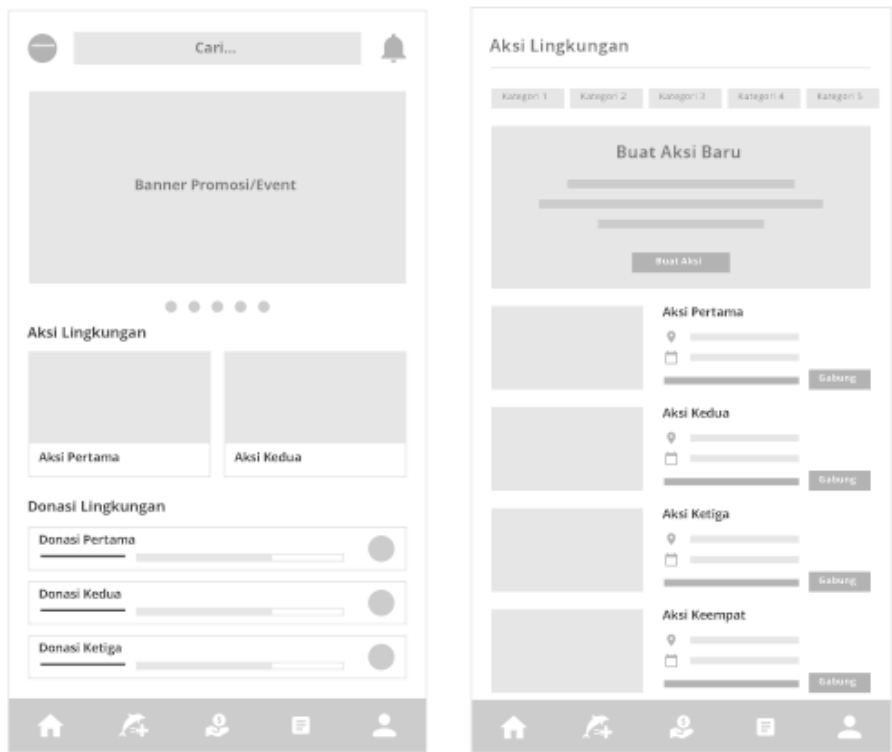 Cari...
Banner Promosi/Event
Aksi Lingkungan
Aksi Pertama
Aksi Kedua
Donasi Lingkungan
Donasi Pertama
Donasi Kedua
Donasi Ketiga
Aksi Lingkungan
Kategori 1 Kategori 2 Kategori 3 Kategori 4 Kategori 5
Buat Aksi Baru
Buat Aksi
Aksi Pertama
Gabung
Aksi Kedua
Gabung
Aksi Ketiga
Gabung
Aksi Keempat
Gabung